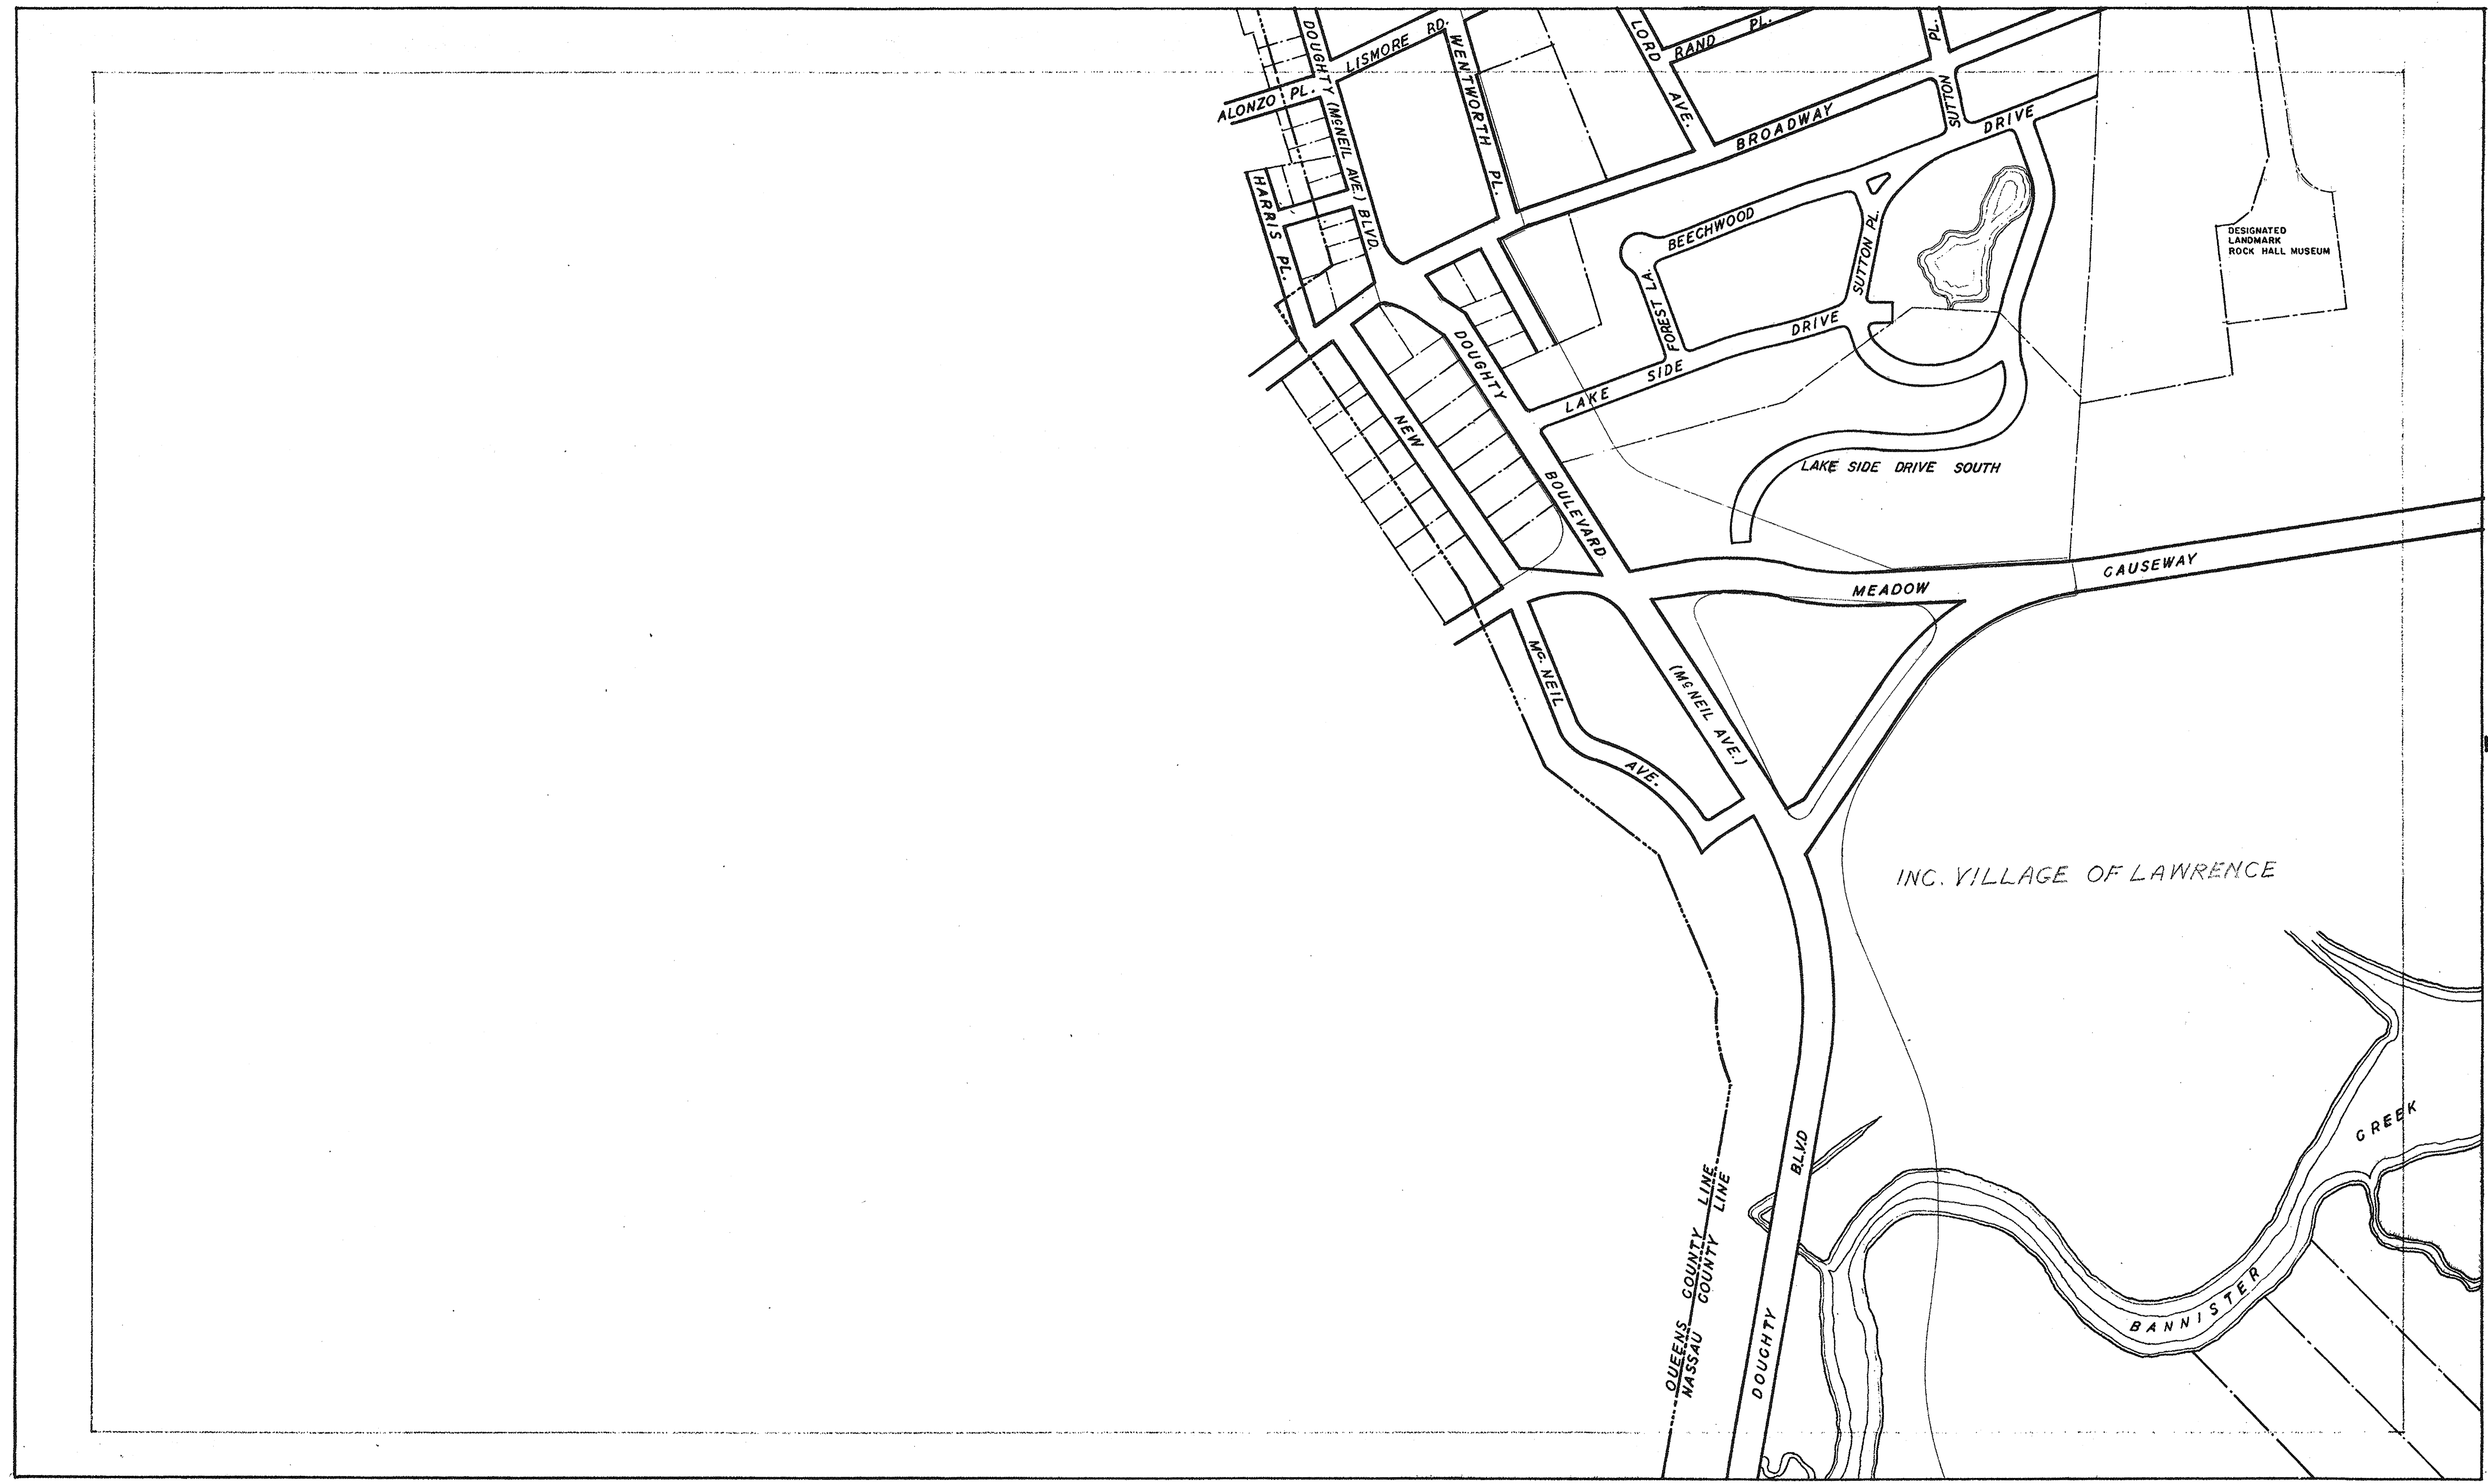 DOUGHTY (McNEIL AVE.) BLVD.
LISMORE RD.
WENTWORTH PL.
LORD AVE.
RAND PL.
PL.
SUTTON
ALONZO PL.
BROADWAY
DRIVE
HARRIS PL.
BEECHWOOD
SUTTON PL.
FOREST LA.
DESIGNATED
LANDMARK
ROCK HALL MUSEUM
LAKE SIDE DRIVE
DOUGHTY BOULEVARD
NEW
LAKE SIDE DRIVE SOUTH
MEADOW CAUSEWAY
Mc. NEIL AVE.
(McNEIL AVE.)
INC. VILLAGE OF LAWRENCE
QUEENS COUNTY LINE
NASSAU COUNTY LINE
DOUGHTY BLVD
BANNISTER CREEK